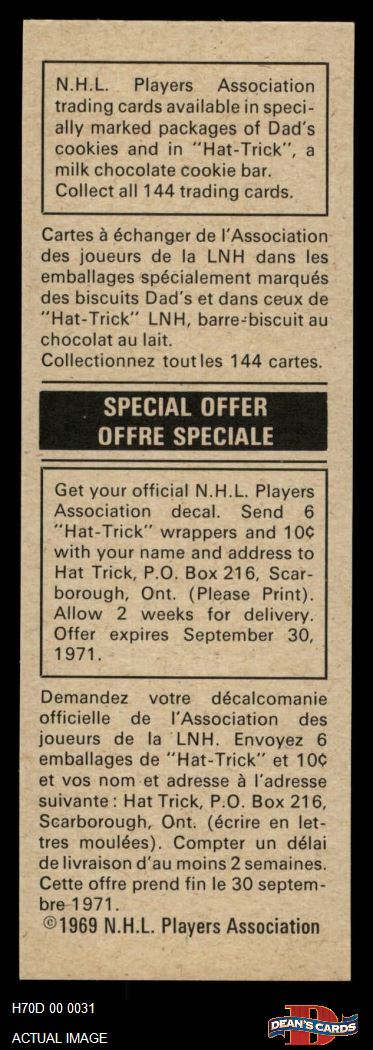 N.H.L. Players Association
trading cards available in speci-
ally marked packages of Dad's
cookies and in "Hat-Trick", a
milk chocolate cookie bar.
Collect all 144 trading cards.
Cartes à échanger de l'Association
des joueurs de la LNH dans les
emballages spécialement marqués
des biscuits Dad's et dans ceux de
"Hat-Trick" LNH, barre-biscuit au
chocolat au lait.
Collectionnez tout les 144 cartes.
SPECIAL OFFER
OFFRE SPECIALE
Get your official N.H.L. Players
Association decal. Send 6
"Hat-Trick" wrappers and 10¢
with your name and address to
Hat Trick, P.O. Box 216, Scar-
borough, Ont. (Please Print).
Allow 2 weeks for delivery.
Offer expires September 30,
1971.
Demandez votre décalcomanie
officielle de l'Association des
joueurs de la LNH. Envoyez 6
emballages de "Hat-Trick" et 10¢
et vos nom et adresse à l'adresse
suivante: Hat Trick, P.O. Box 216,
Scarborough, Ont. (écrire en let-
tres moulées). Compter un délai
de livraison d'au moins 2 semaines.
Cette offre prend fin le 30 septem-
bre 1971.
©1969 N.H.L. Players Association
H70D 00 0031
ACTUAL IMAGE
D
DEAN'S CARDS